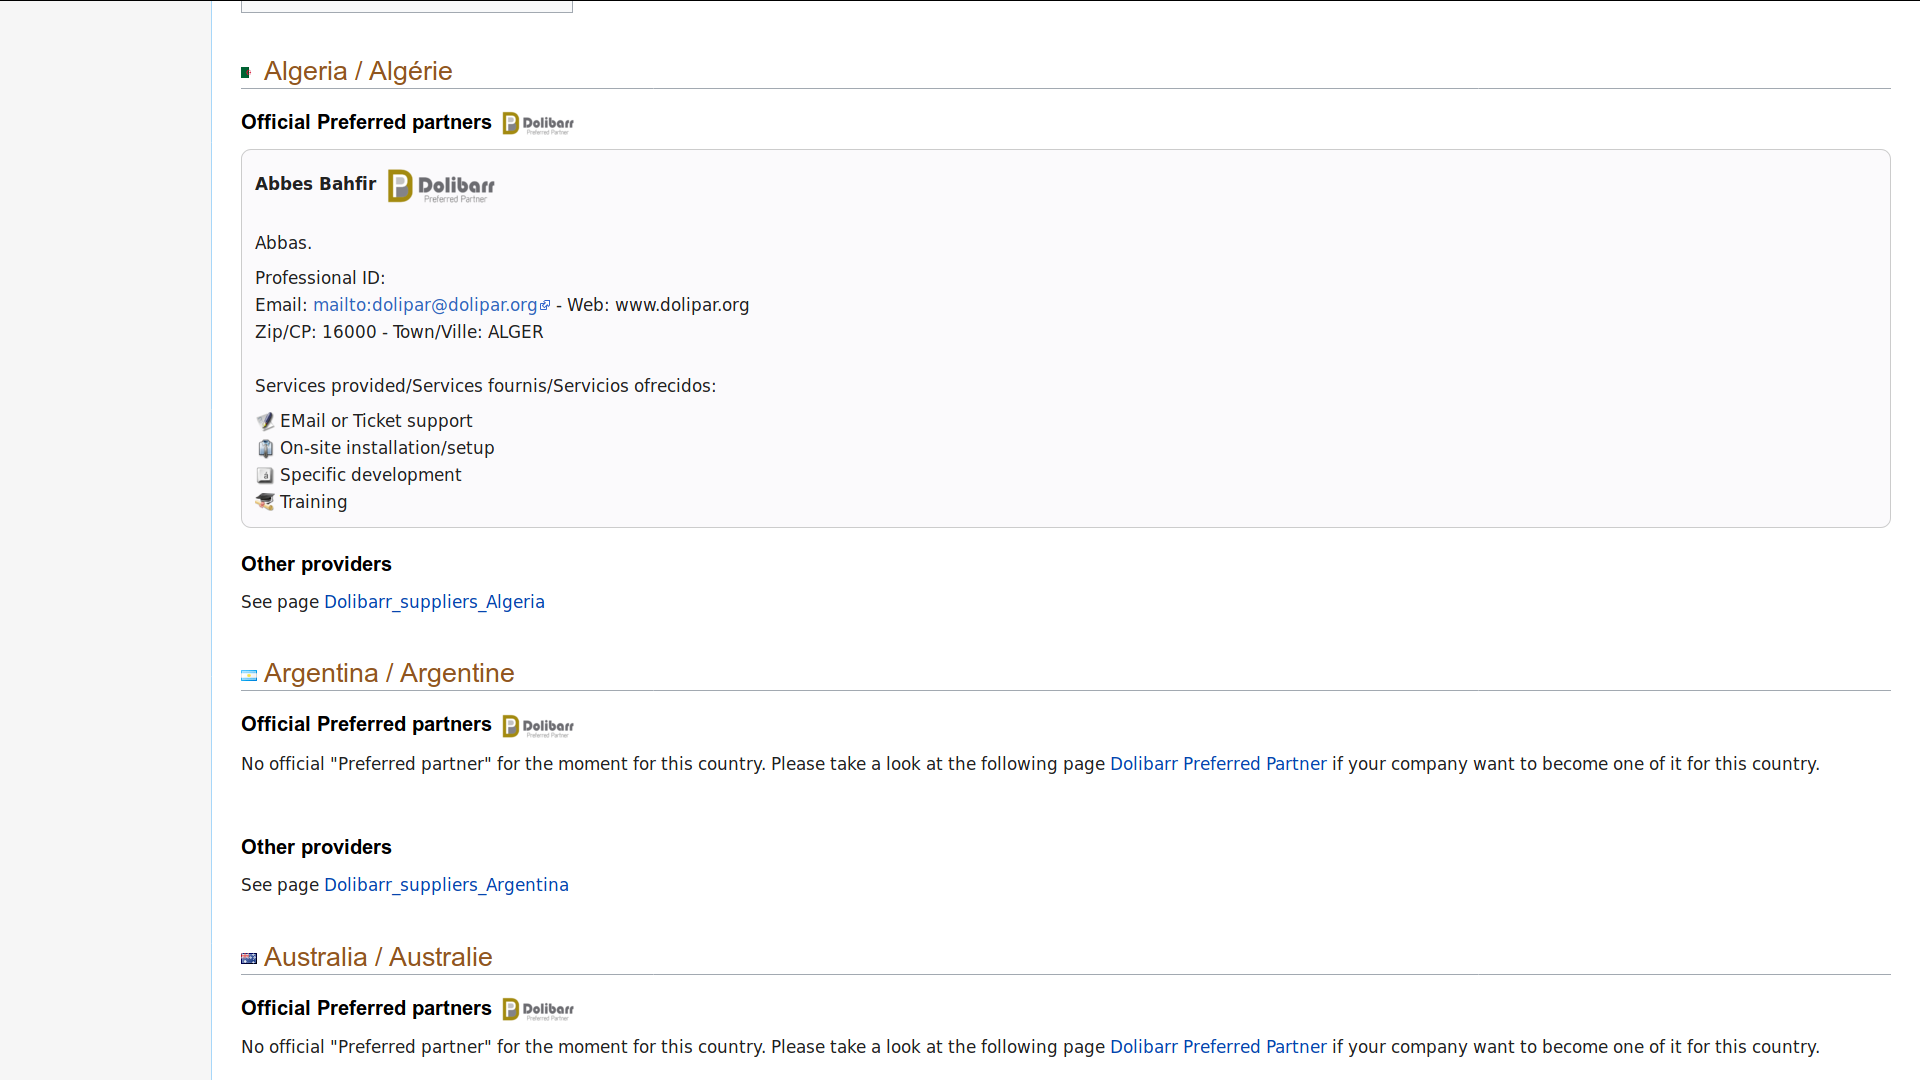 Algeria / Algérie
Official Preferred partners Dolibarr Preferred Partner
Abbes Bahfir Dolibarr Preferred Partner
Abbas.
Professional ID:
Email: mailto:dolipar@dolipar.org - Web: www.dolipar.org
Zip/CP: 16000 - Town/Ville: ALGER
Services provided/Services fournis/Servicios ofrecidos:
EMail or Ticket support
On-site installation/setup
Specific development
Training
Other providers
See page Dolibarr_suppliers_Algeria
Argentina / Argentine
Official Preferred partners Dolibarr Preferred Partner
No official "Preferred partner" for the moment for this country. Please take a look at the following page Dolibarr Preferred Partner if your company want to become one of it for this country.
Other providers
See page Dolibarr_suppliers_Argentina
Australia / Australie
Official Preferred partners Dolibarr Preferred Partner
No official "Preferred partner" for the moment for this country. Please take a look at the following page Dolibarr Preferred Partner if your company want to become one of it for this country.